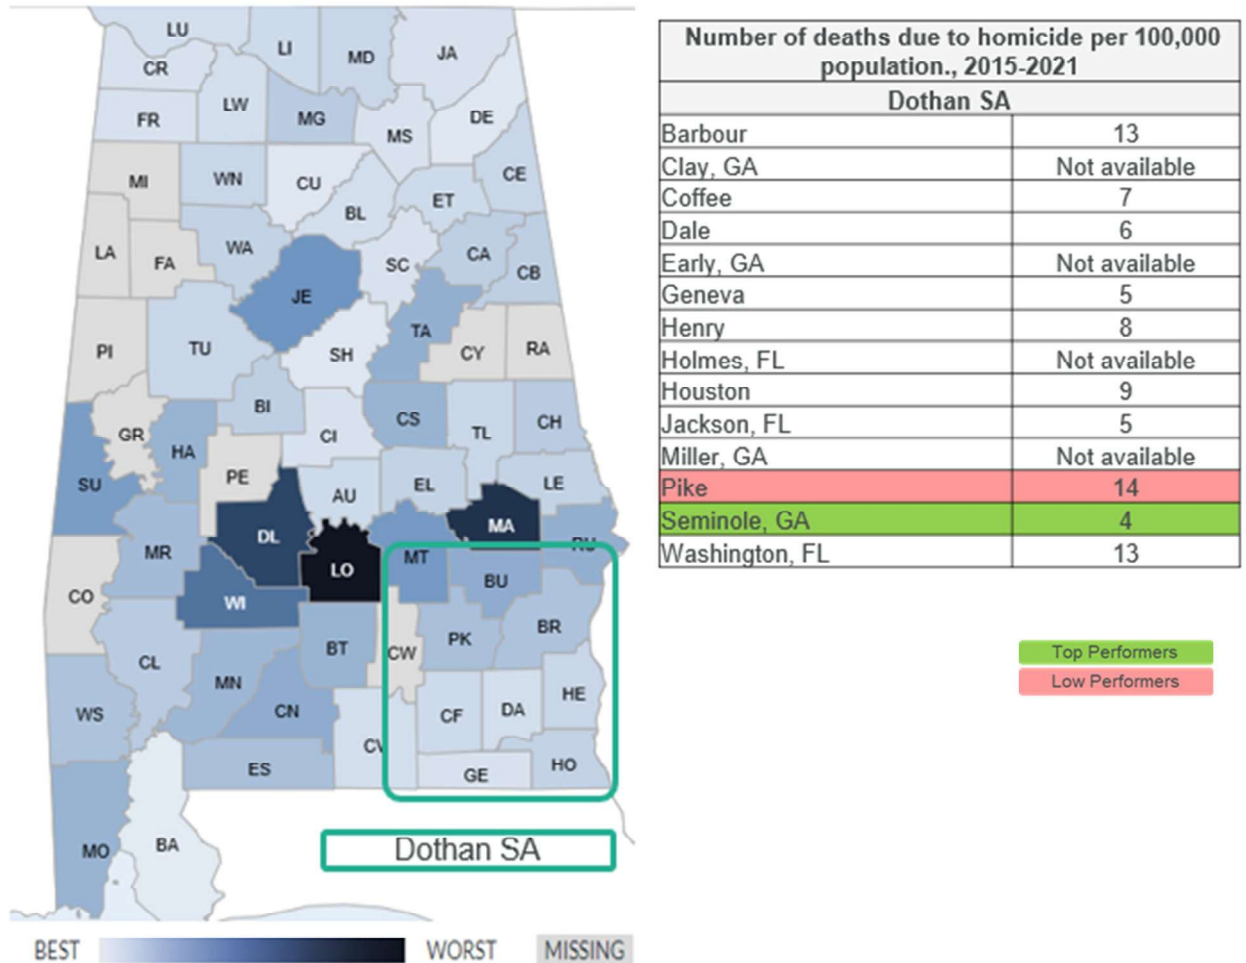 LU
LI
MD
JA
CR
LW
FR
MG
MS
DE
MI
WN
CU
BL
ET
CE
LA
FA
WA
JE
SC
CA
CB
PI
TU
SH
TA
CY
RA
GR
HA
BI
CI
CS
TL
CH
SU
PE
AU
EL
LE
DL
MA
RU
MR
LO
MT
BU
CO
WI
BT
CW
PK
BR
CL
MN
HE
WS
CN
CF
DA
CV
ES
GE
HO
MO
BA
Dothan SA
BEST WORST MISSING
Number of deaths due to homicide per 100,000
population., 2015-2021
Dothan SA
Barbour 13
Clay, GA Not available
Coffee 7
Dale 6
Early, GA Not available
Geneva 5
Henry 8
Holmes, FL Not available
Houston 9
Jackson, FL 5
Miller, GA Not available
Pike 14
Seminole, GA 4
Washington, FL 13
Top Performers
Low Performers